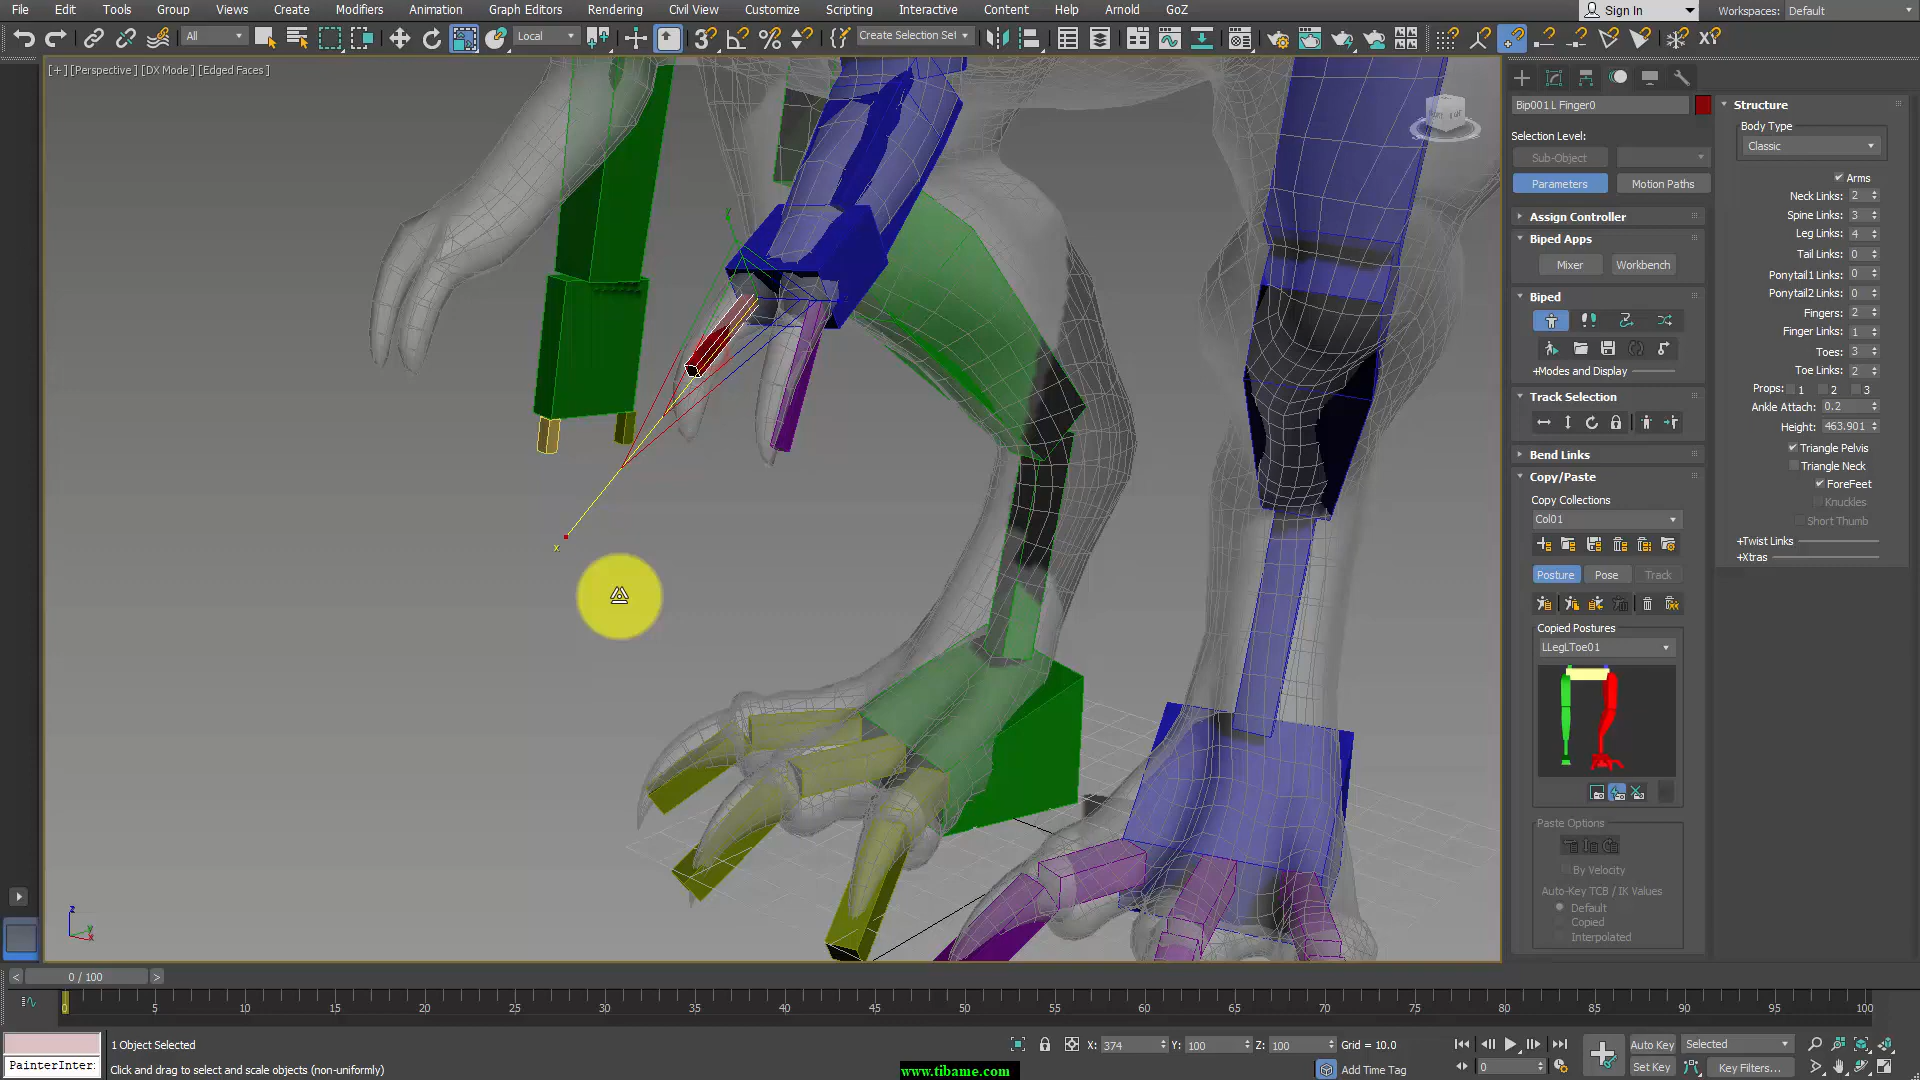 File Edit Tools Group Views Create Modifiers Animation Graph Editors Rendering Civil View Customize Scripting Interactive Content Help Arnold GoZ Sign In Workspaces: Default
All Local Create Selection Set
[+] [Perspective] [DX Mode] [Edged Faces]
Bip001 L Finger0
Selection Level:
Sub-Object
Parameters Motion Paths
Assign Controller
Biped Apps
Mixer Workbench
Biped
+Modes and Display
Track Selection
Bend Links
Copy/Paste
Copy Collections
Col01
Posture Pose Track
Copied Postures
LLegLToe01
Paste Options
By Velocity
Auto-Key TCB / IK Values
Default
Copied
Interpolated
Structure
Body Type
Classic
Arms
Neck Links: 2
Spine Links: 3
Leg Links: 4
Tail Links: 0
Ponytail1 Links: 0
Ponytail2 Links: 0
Fingers: 2
Finger Links: 1
Toes: 3
Toe Links: 2
Props: 1 2 3
Ankle Attach: 0.2
Height: 463.901
Triangle Pelvis
Triangle Neck
ForeFeet
Knuckles
Short Thumb
+Twist Links
+Xtras
y
x
z
y
x
< 0 / 100 >
0 5 10 15 20 25 30 35 40 45 50 55 60 65 70 75 80 85 90 95 100
1 Object Selected X: 374 Y: 100 Z: 100 Grid = 10.0 Auto Key Selected
PainterInter: Click and drag to select and scale objects (non-uniformly) www.tibame.com Add Time Tag 0 Set Key Key Filters...